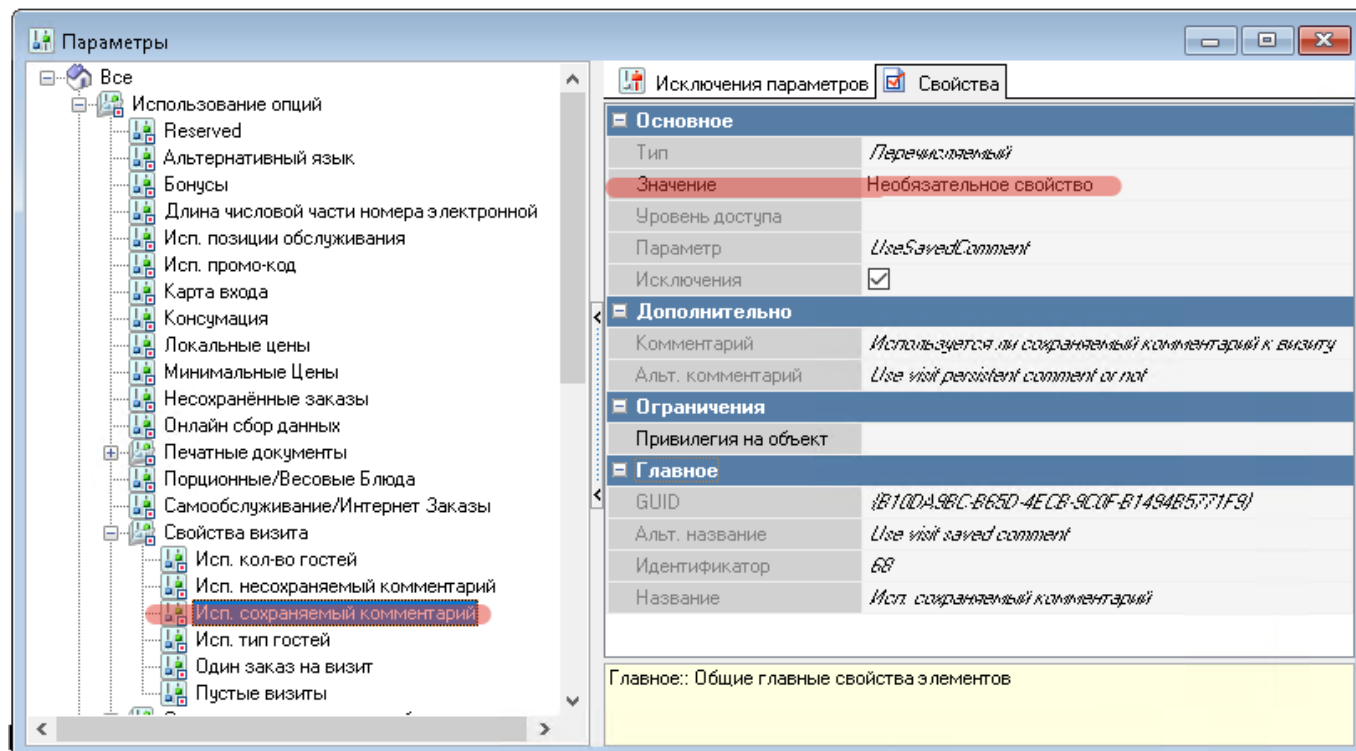 Параметры
Все
Использование опций
Reserved
Альтернативный язык
Бонусы
Длина числовой части номера электронной
Исп. позиции обслуживания
Исп. промо-код
Карта входа
Консумация
Локальные цены
Минимальные Цены
Несохранённые заказы
Онлайн сбор данных
Печатные документы
Порционные/Весовые Блюда
Самообслуживание/Интернет Заказы
Свойства визита
Исп. кол-во гостей
Исп. несохраняемый комментарий
Исп. сохраняемый комментарий
Исп. тип гостей
Один заказ на визит
Пустые визиты
Исключения параметров Свойства
Основное
Тип Перечисляемый
Значение Необязательное свойство
Уровень доступа
Параметр UseSavedComment
Исключения
Дополнительно
Комментарий Используется ли сохраняемый комментарий к визиту
Альт. комментарий Use visit persistent comment or not
Ограничения
Привилегия на объект
Главное
GUID {B10DA9BC-B65D-4ECB-9C0F-B1494B5771F9}
Альт. название Use visit saved comment
Идентификатор 68
Название Исп. сохраняемый комментарий
Главное:: Общие главные свойства элементов